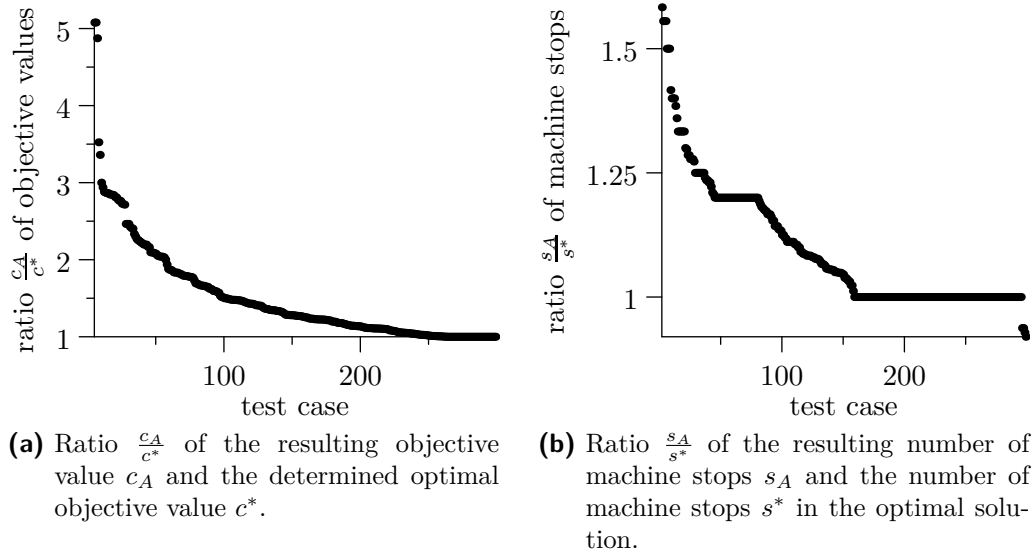 5
4
3
2
1
ratio c_A/c* of objective values
100
200
test case
(a) Ratio c_A/c* of the resulting objective
value c_A and the determined optimal
objective value c*.
1.5
1.25
1
ratio s_A/s* of machine stops
100
200
test case
(b) Ratio s_A/s* of the resulting number of
machine stops s_A and the number of
machine stops s* in the optimal solu-
tion.